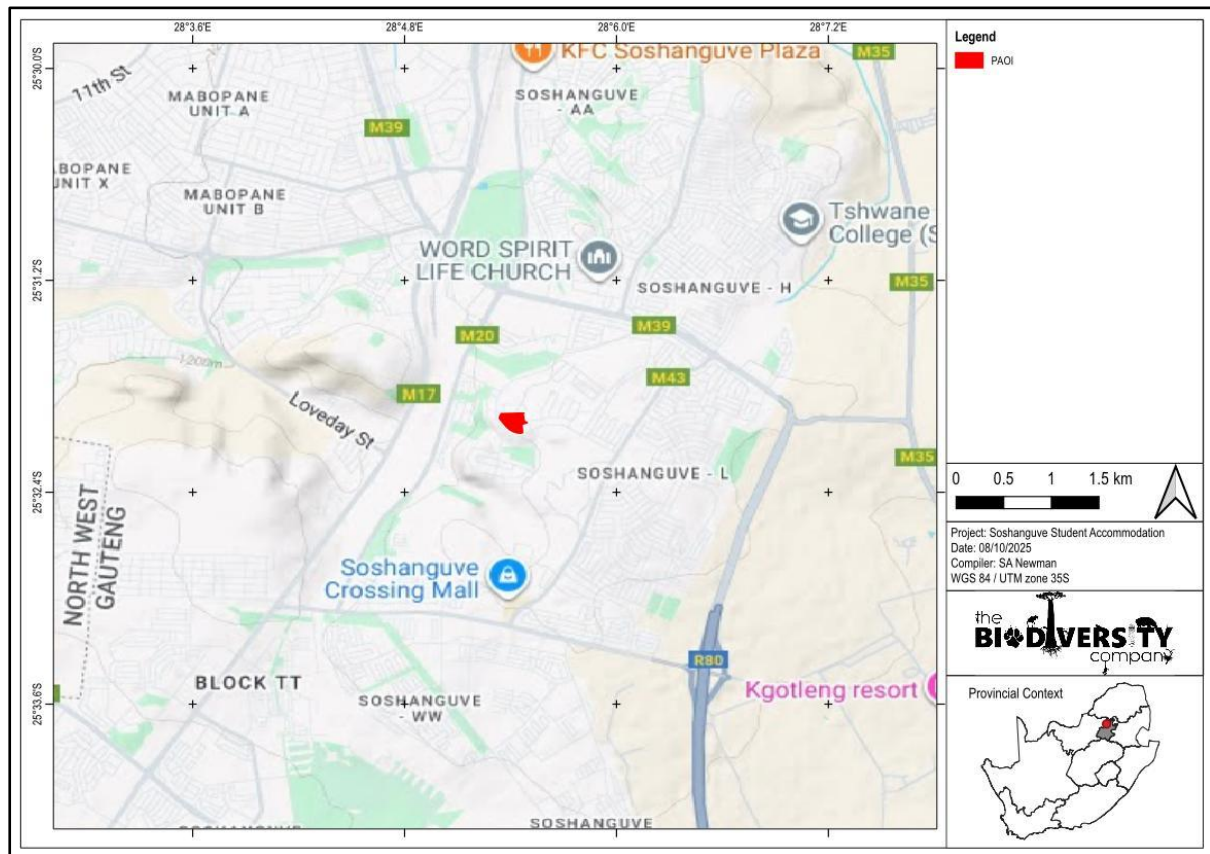 28°3.6'E
28°4.8'E
28°6.0'E
28°7.2'E
25°30.0'S
25°31.2'S
25°32.4'S
25°33.6'S
KFC Soshanguve Plaza
M35
11th St
MABOPANE
UNIT A
SOSHANGUVE
- AA
M39
UNIT X
MABOPANE
UNIT B
Tshwane
College (S
WORD SPIRIT
LIFE CHURCH
SOSHANGUVE - H
M35
M20
M39
1200m
M43
M17
Loveday St
M35
SOSHANGUVE - L
NORTH WEST
GAUTENG
Soshanguve
Crossing Mall
R80
BLOCK TT
Kgotleng resort
SOSHANGUVE
- WW
SOSHANGUVE
Legend
PAOI
0 0.5 1 1.5 km
Project: Soshanguve Student Accommodation
Date: 08/10/2025
Compiler: SA Newman
WGS 84 / UTM zone 35S
the
BIODIVERSITY
company
Provincial Context